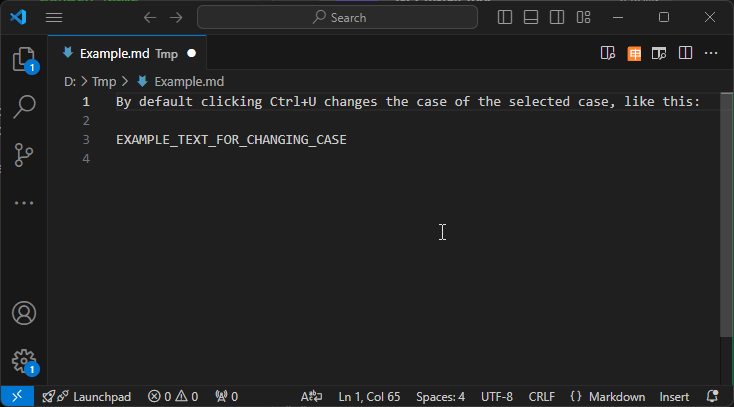 Search
Example.md Tmp
D: > Tmp > Example.md
1 By default clicking Ctrl+U changes the case of the selected case, like this:
2
3 EXAMPLE_TEXT_FOR_CHANGING_CASE
4
1
1
Launchpad 0 0 0 Ln 1, Col 65 Spaces: 4 UTF-8 CRLF {} Markdown Insert